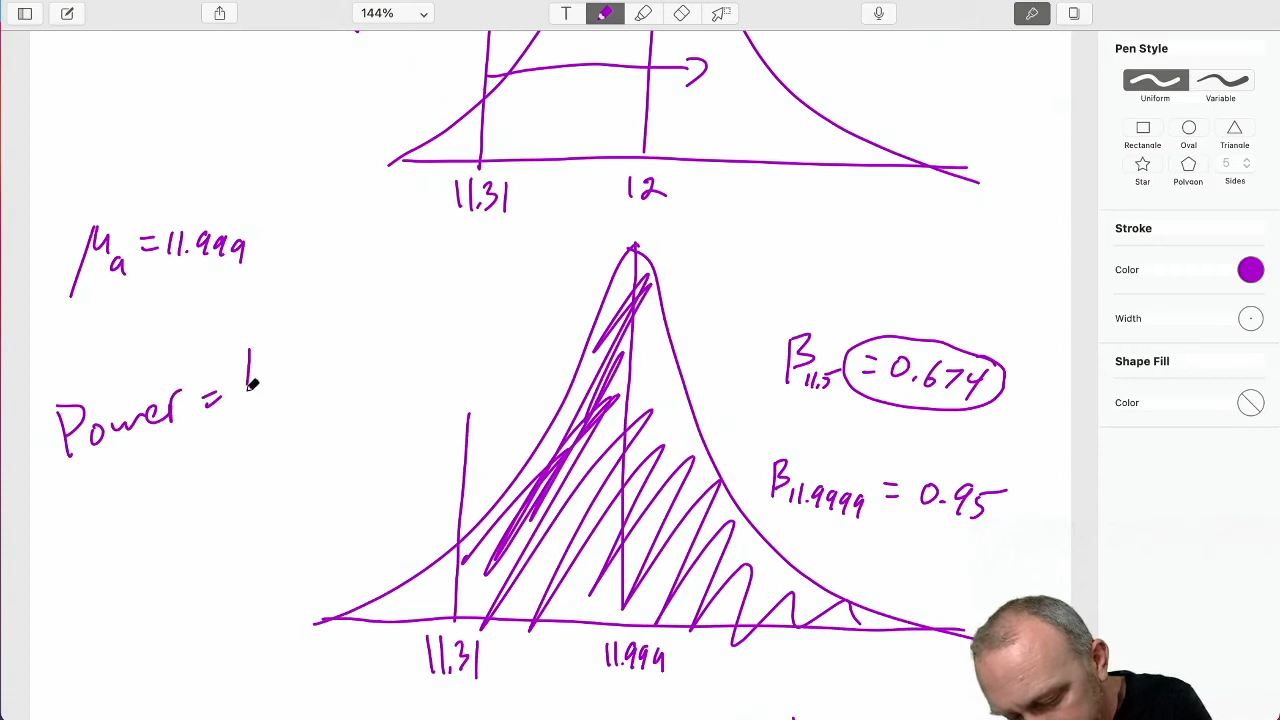 144%
T
Pen Style
Uniform
Variable
Rectangle
Oval
Triangle
Star
Polygon
5
Sides
Stroke
Color
Width
Shape Fill
Color
11.31
12
μa = 11.999
Power = 1
β11.5 = 0.674
β11.9999 = 0.95
11.31
11.999